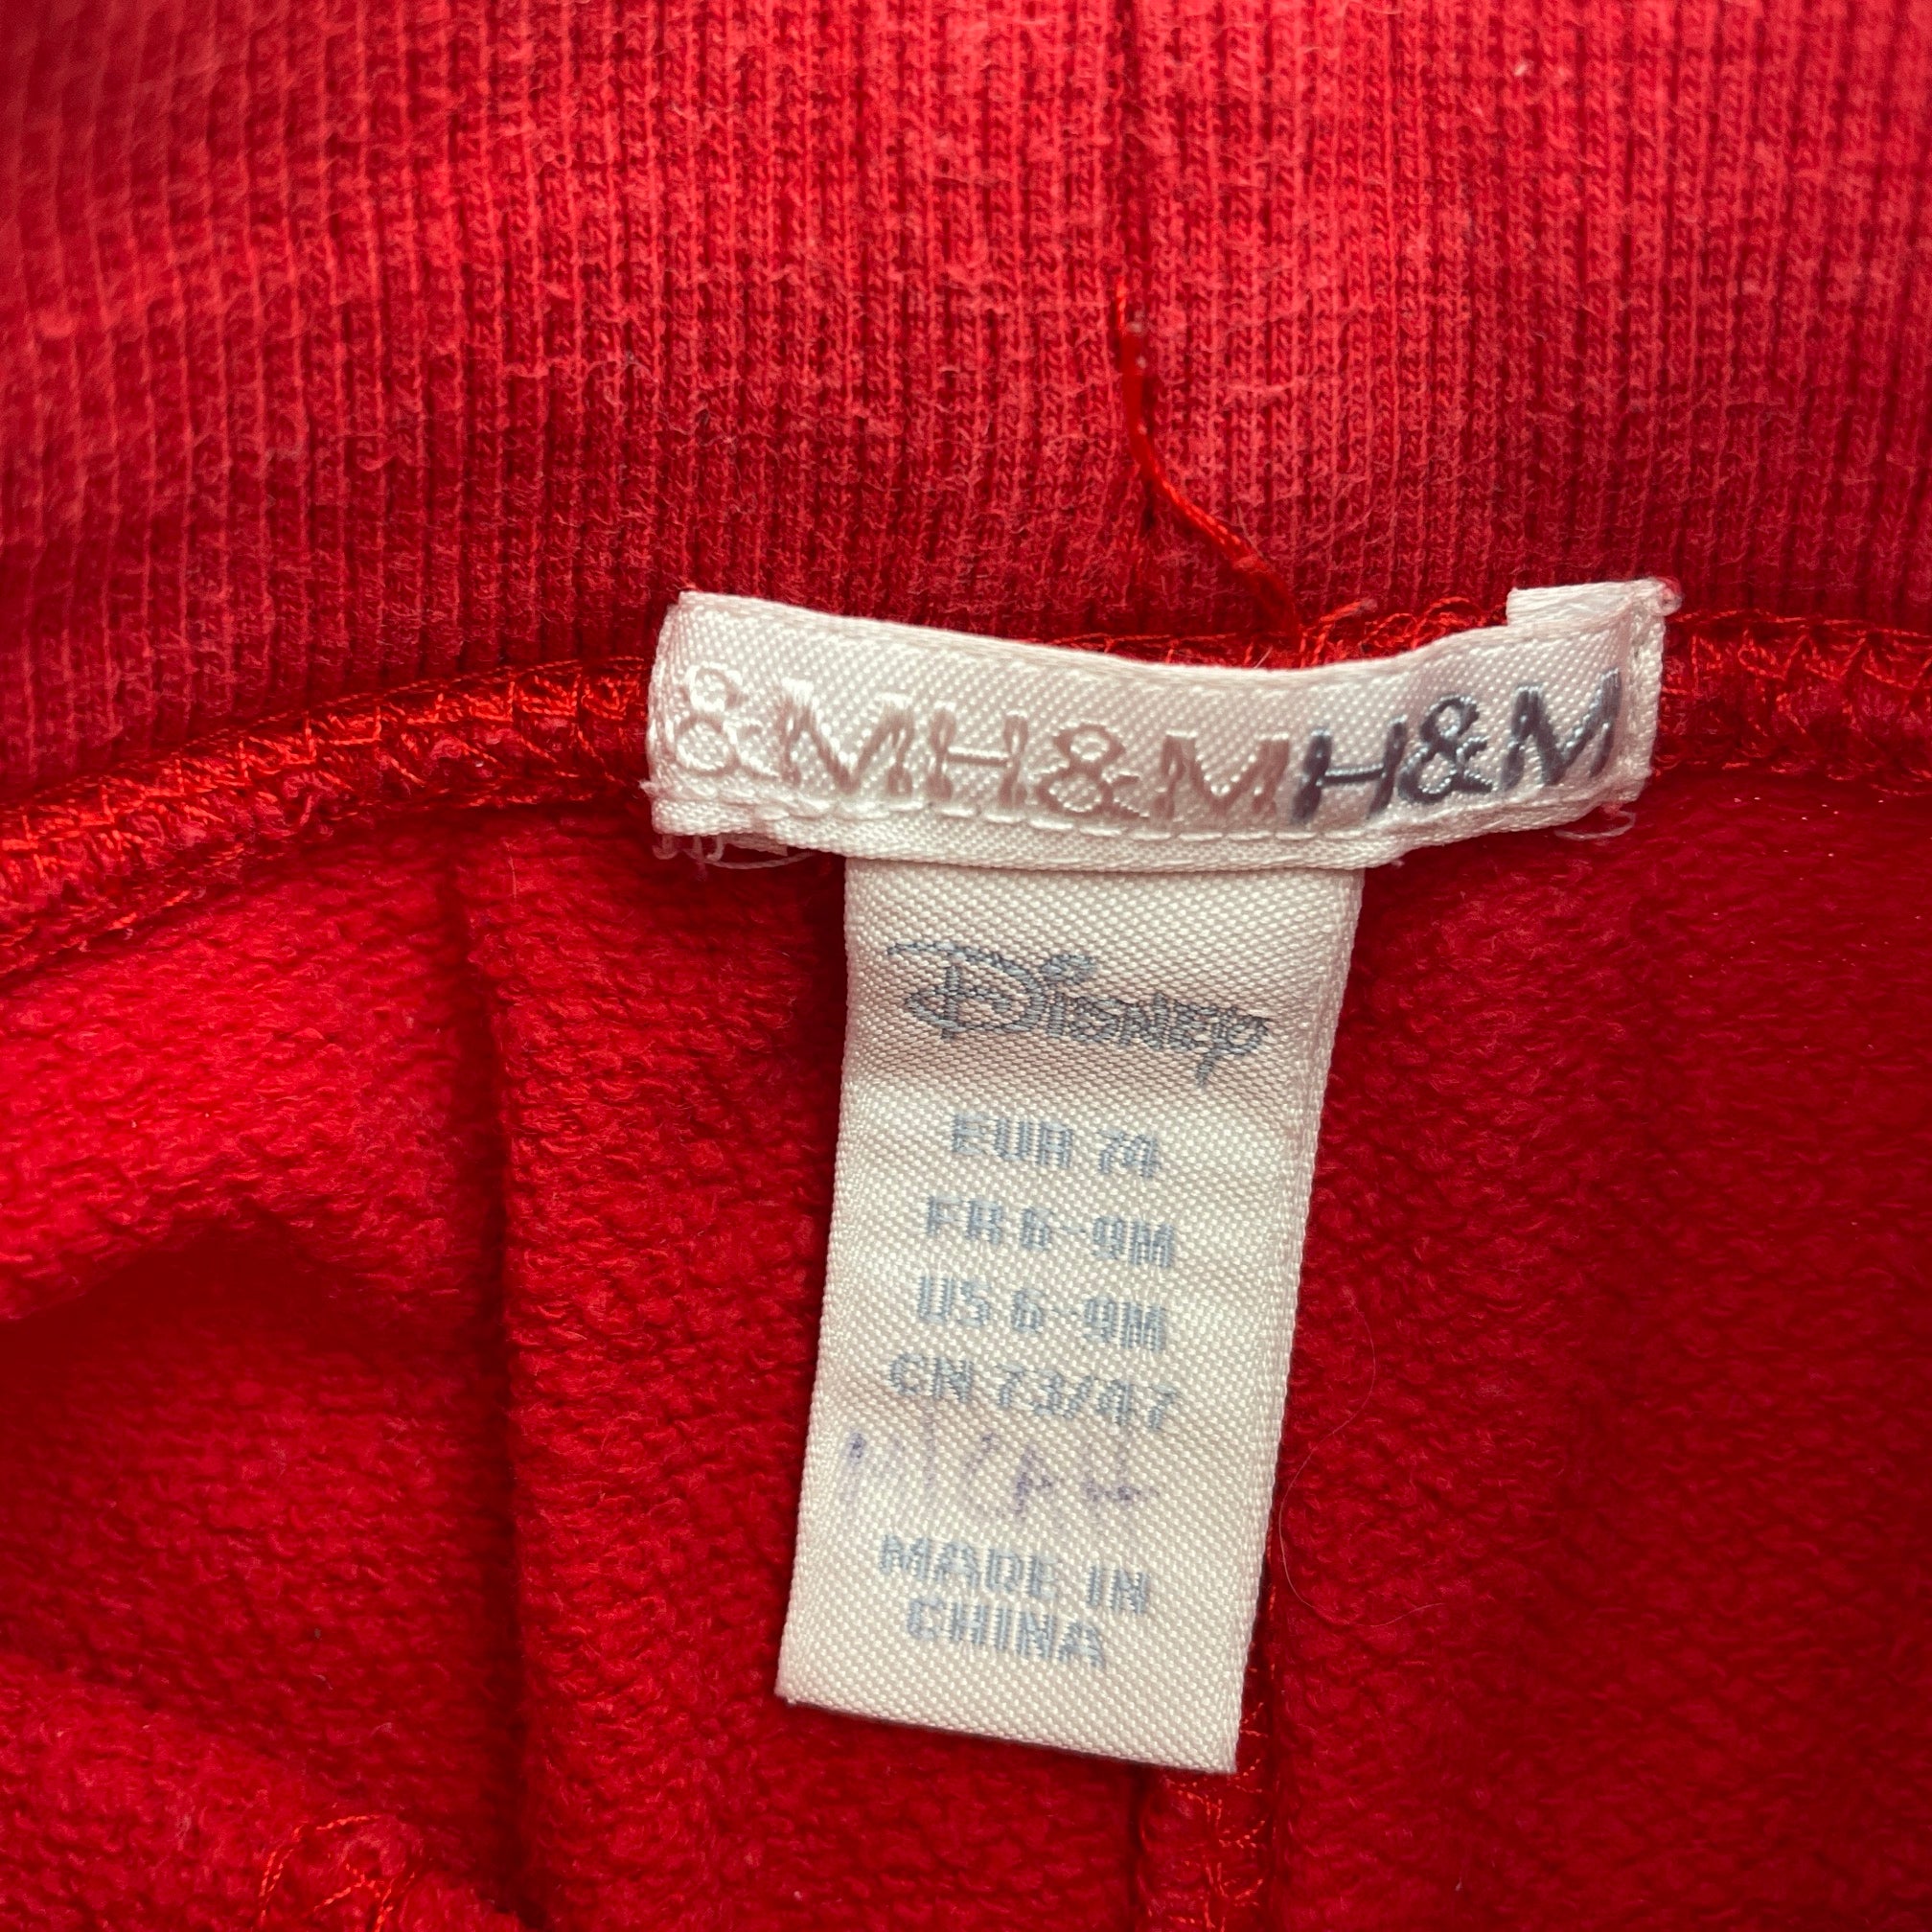 &MH&MH&M
Disney
EUR 74
FR 6-9M
US 6-9M
CN 73/47
MADE IN
CHINA